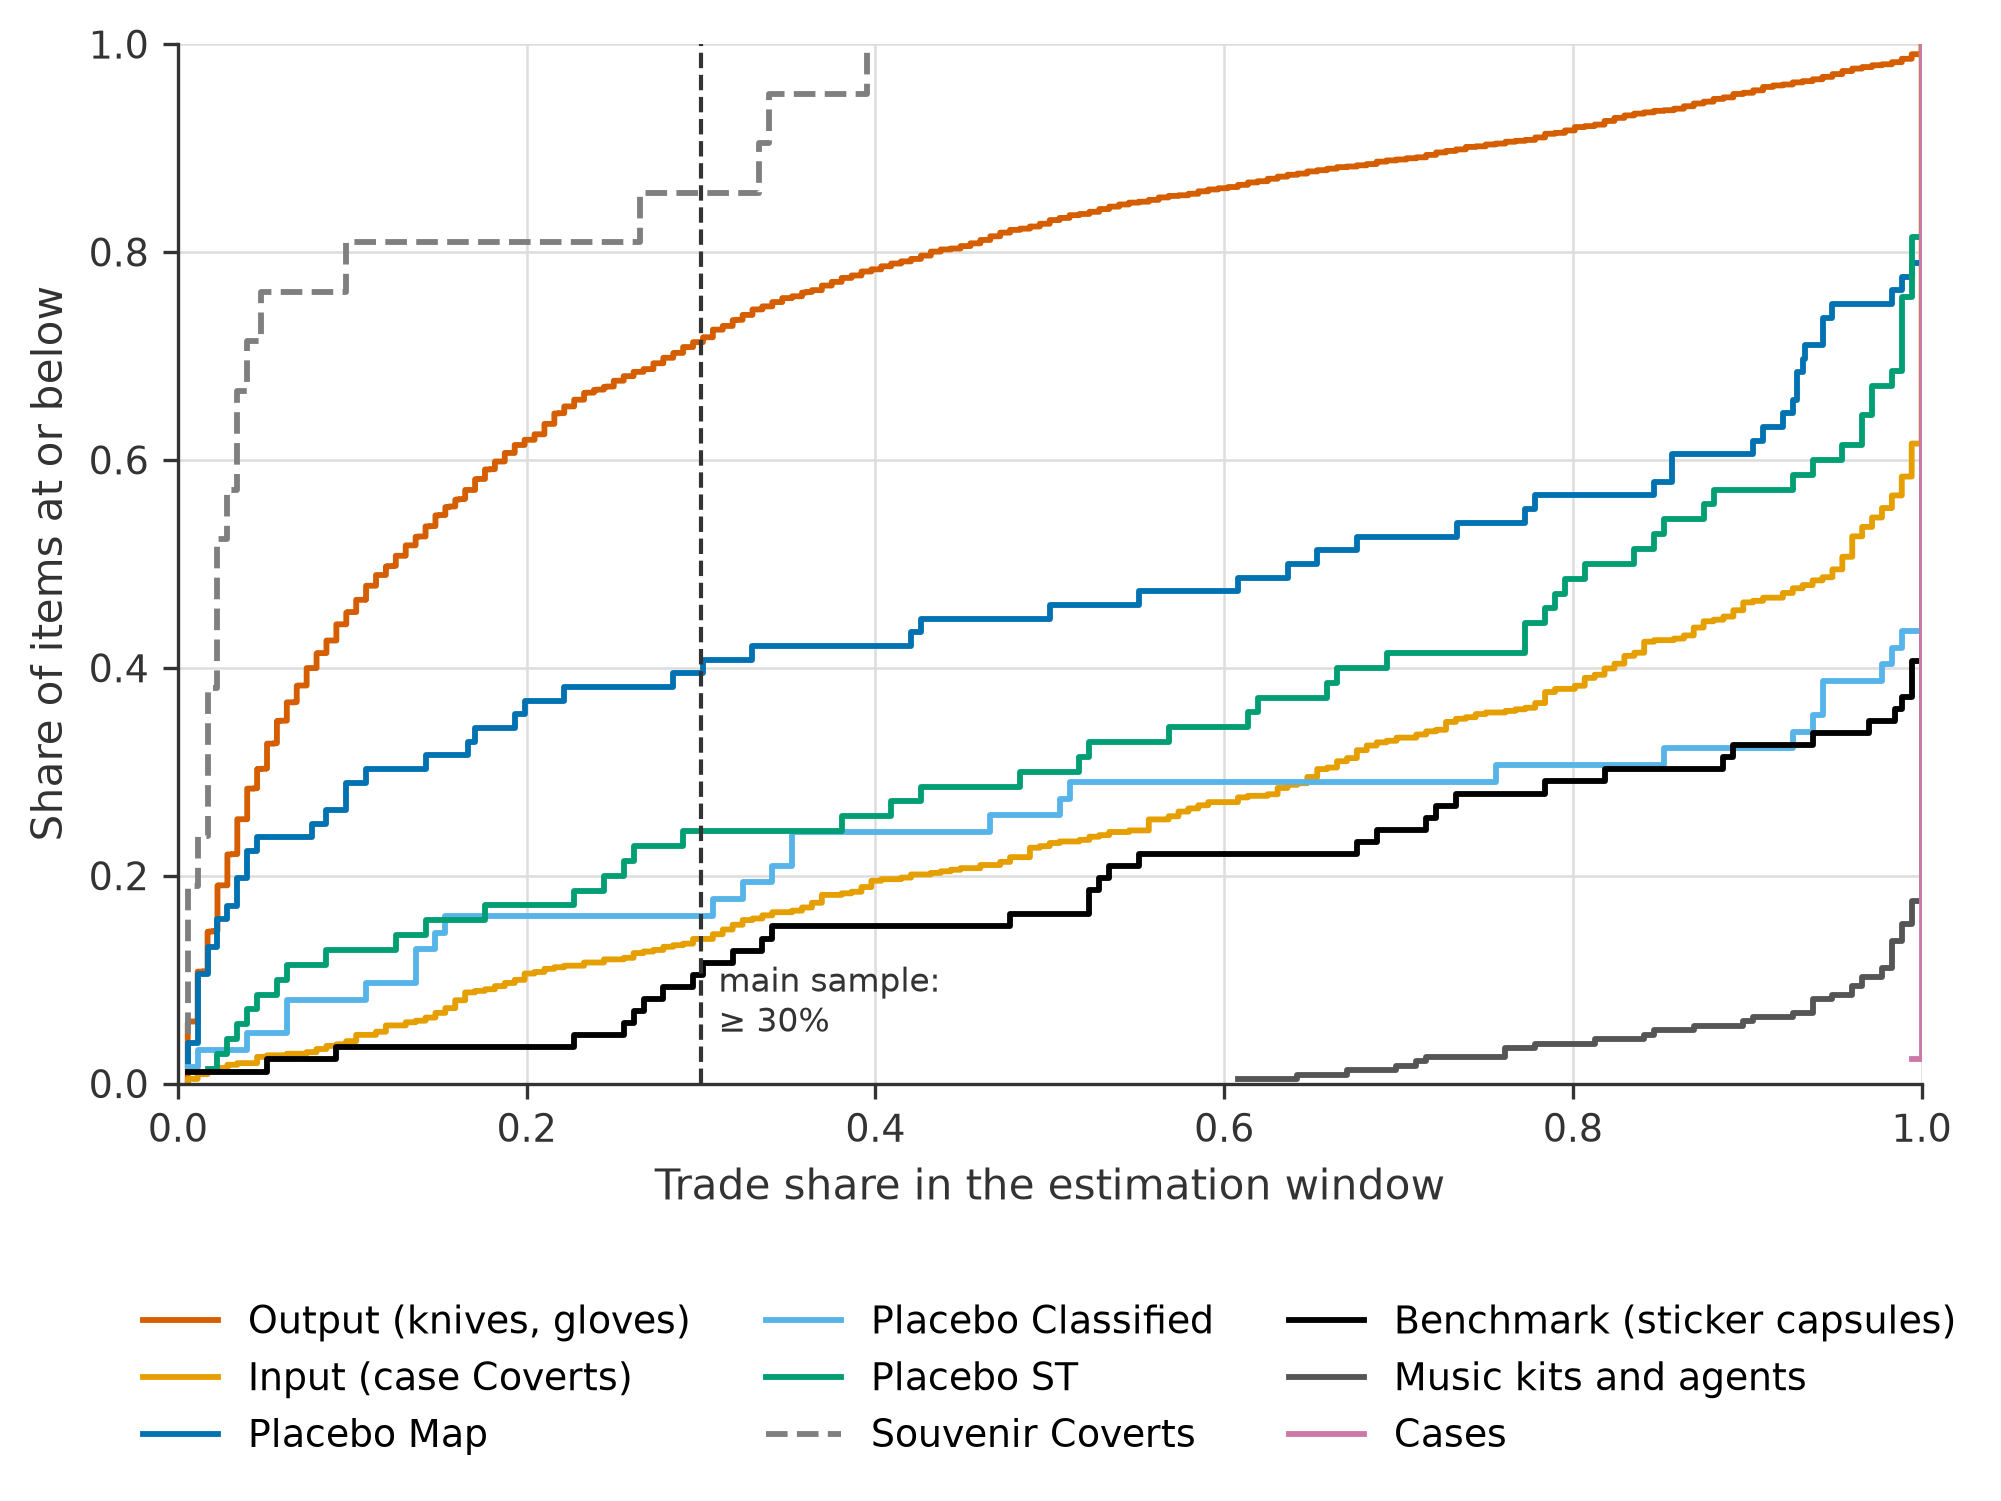 1.0
0.8
0.6
0.4
0.2
0.0
Share of items at or below
main sample:
≥ 30%
0.0 0.2 0.4 0.6 0.8 1.0
Trade share in the estimation window
Output (knives, gloves)
Input (case Coverts)
Placebo Map
Placebo Classified
Placebo ST
Souvenir Coverts
Benchmark (sticker capsules)
Music kits and agents
Cases